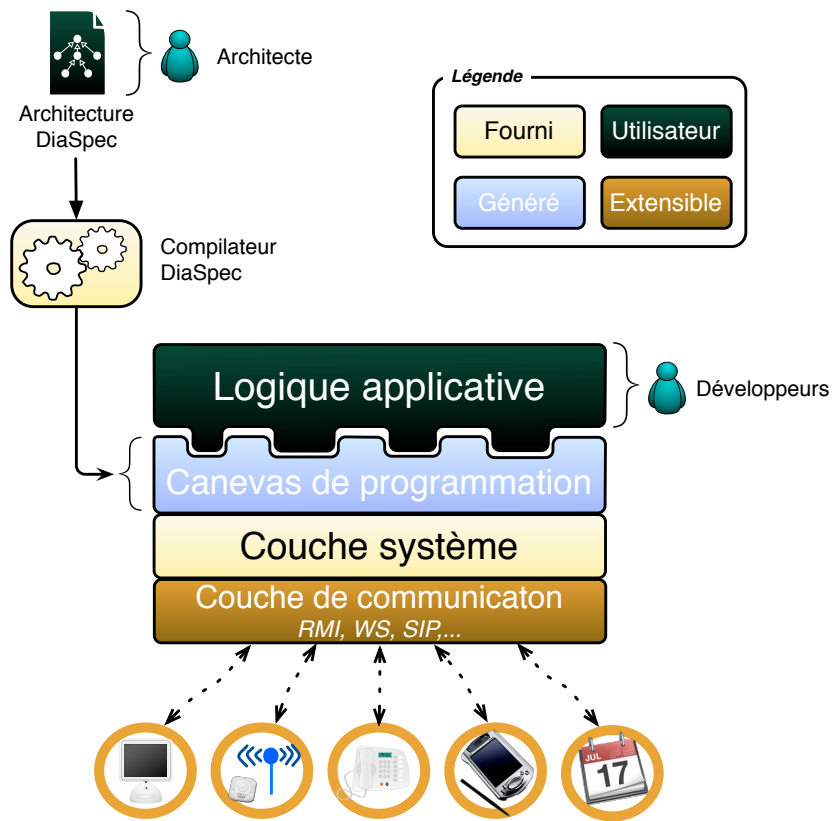 Architecte
Architecture
DiaSpec
Légende
Fourni
Utilisateur
Généré
Extensible
Compilateur
DiaSpec
Logique applicative
Développeurs
Canevas de programmation
Couche système
Couche de communicaton
RMI, WS, SIP,...
JUL
17